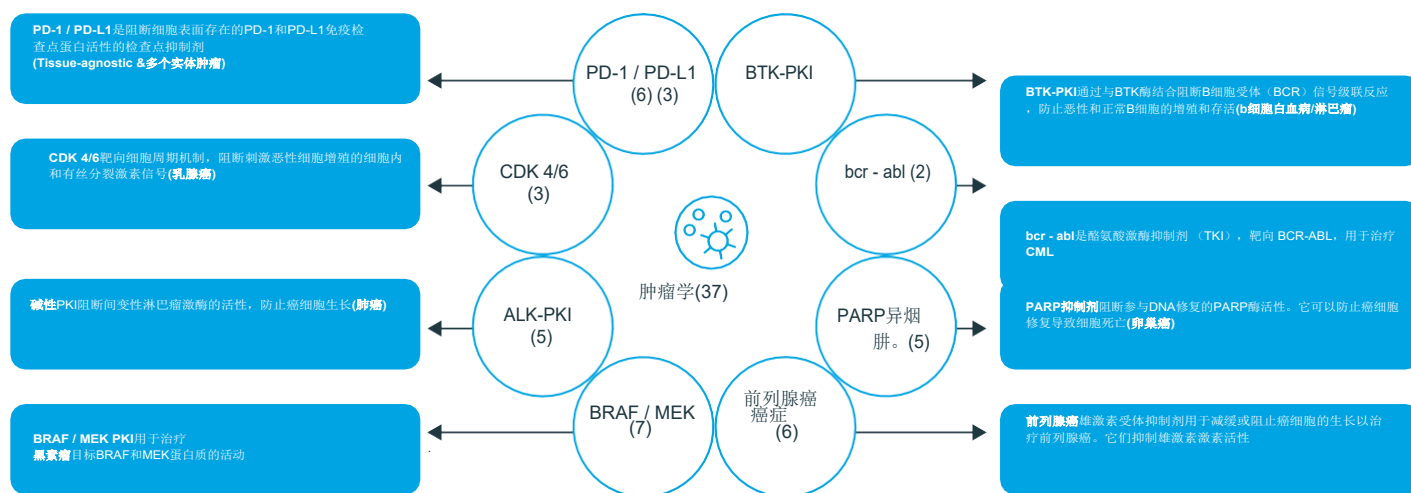 PD-1 / PD-L1是阻断细胞表面存在的PD-1和PD-L1免疫检
查点蛋白活性的检查点抑制剂
(Tissue-agnostic &多个实体肿瘤)
CDK 4/6靶向细胞周期机制，阻断刺激恶性细胞增殖的细胞内
和有丝分裂激素信号(乳腺癌)
碱性PKI阻断间变性淋巴瘤激酶的活性，防止癌细胞生长(肺癌)
BRAF / MEK PKI用于治疗
黑素瘤目标BRAF和MEK蛋白质的活动
PD-1 / PD-L1
(6) (3)
BTK-PKI
CDK 4/6
(3)
bcr - abl (2)
肿瘤学(37)
ALK-PKI
(5)
PARP异烟
肼。(5)
BRAF / MEK
(7)
前列腺癌
癌症
(6)
.
BTK-PKI通过与BTK酶结合阻断B细胞受体（BCR）信号级联反应
，防止恶性和正常B细胞的增殖和存活(b细胞白血病/淋巴瘤)
bcr - abl是酪氨酸激酶抑制剂 （TKI），靶向 BCR-ABL，用于治疗
CML
PARP抑制剂阻断参与DNA修复的PARP酶活性。它可以防止癌细胞
修复导致细胞死亡(卵巢癌)
前列腺癌雄激素受体抑制剂用于减缓或阻止癌细胞的生长以治
疗前列腺癌。它们抑制雄激素激素活性